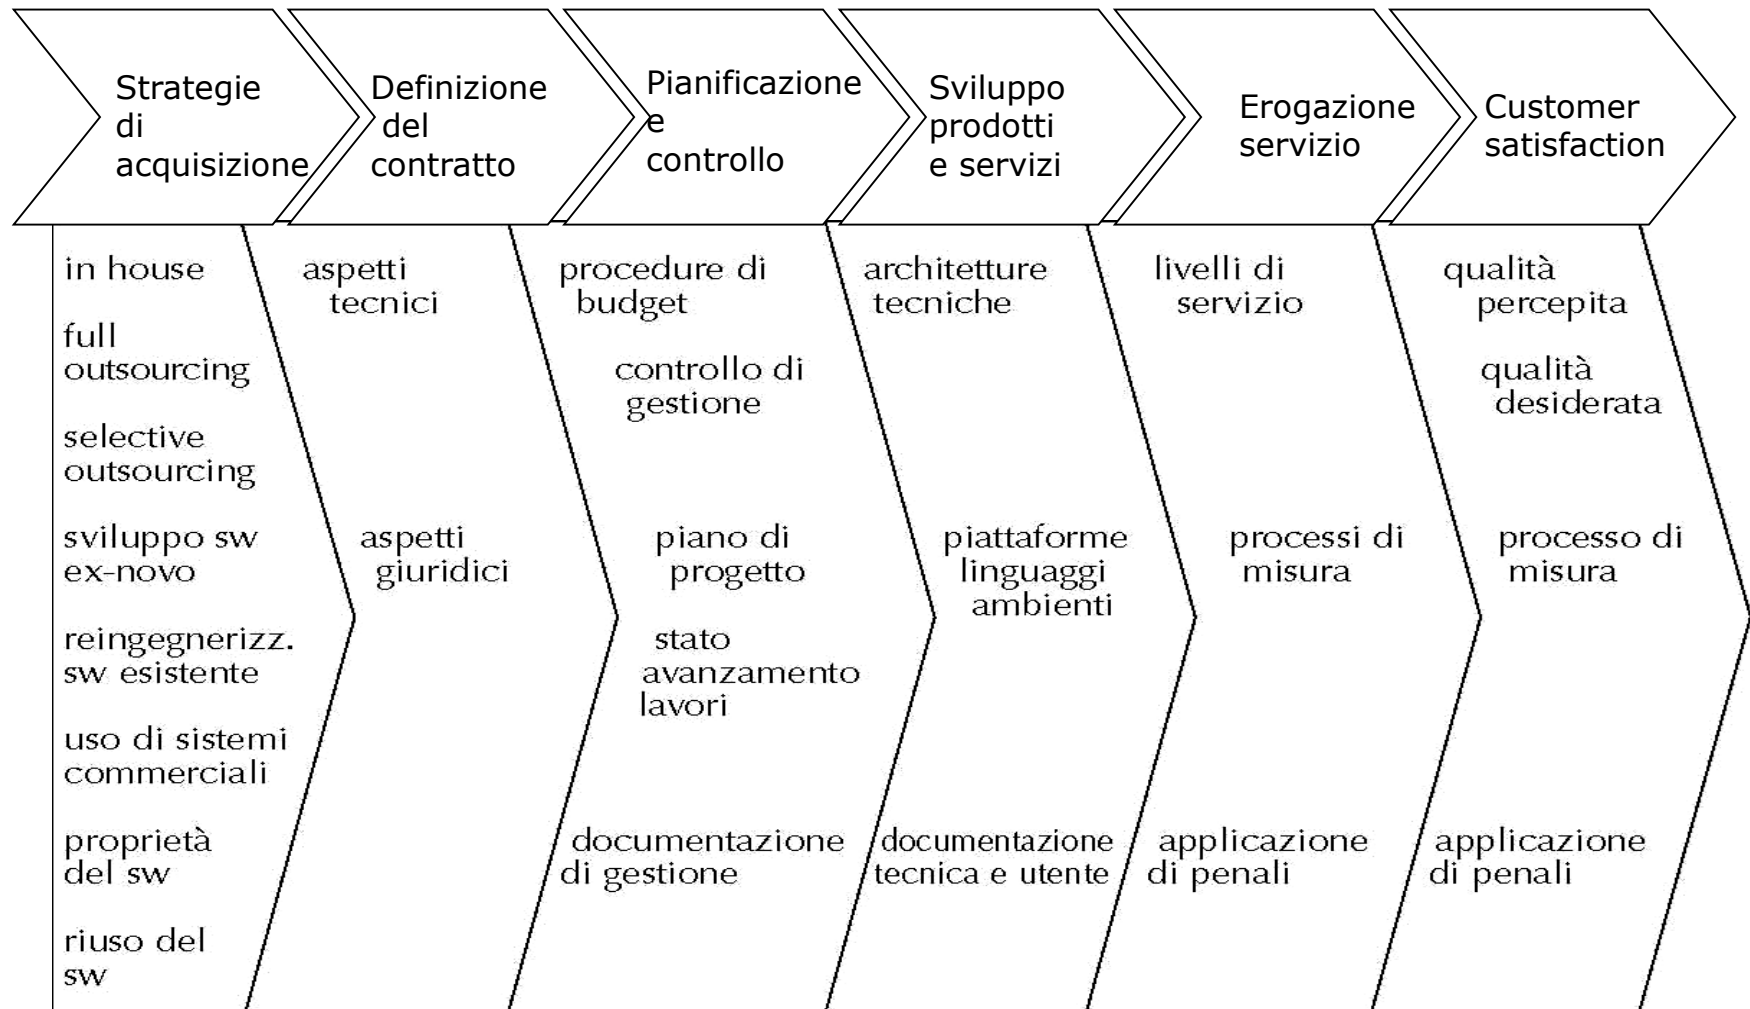 Strategie
di
acquisizione
Definizione
del
contratto
Pianificazione
e
controllo
Sviluppo
prodotti
e servizi
Erogazione
servizio
Customer
satisfaction
in house
full
outsourcing
selective
outsourcing
sviluppo sw
ex-novo
reingegnerizz.
sw esistente
uso di sistemi
commerciali
proprietà
del sw
riuso del
sw
aspetti
tecnici
aspetti
giuridici
procedure di
budget
controllo di
gestione
piano di
progetto
stato
avanzamento
lavori
documentazione
di gestione
architetture
tecniche
piattaforme
linguaggi
ambienti
documentazione
tecnica e utente
livelli di
servizio
processi di
misura
applicazione
di penali
qualità
percepita
qualità
desiderata
processo di
misura
applicazione
di penali